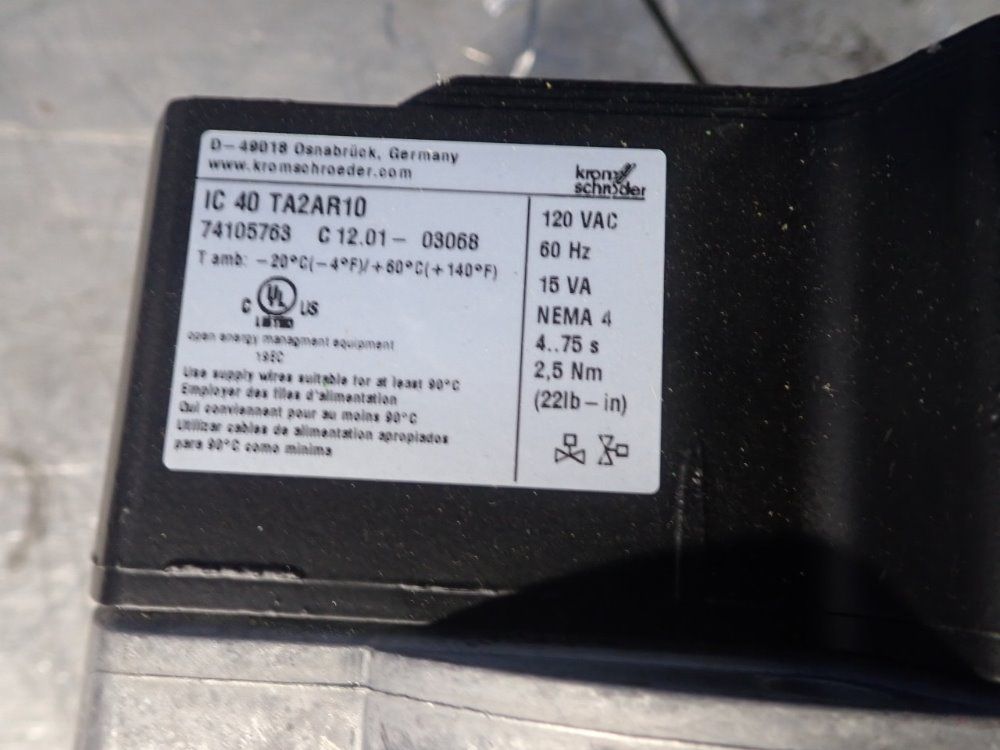 D-49018 Osnabrück, Germany
www.kromschroeder.com
krom
schröder
IC 40 TA2AR10
74105763 C 12.01- 03068
T amb: -20°C(-4°F)/+60°C(+140°F)
C UL US
LISTED
open energy managment equipment
19EC
Use supply wires suitable for at least 90°C
Employer des files d'alimentation
Qui conviennent pour au moins 90°C
Utilizar cables de alimentation apropiados
para 90°C como minima
120 VAC
60 Hz
15 VA
NEMA 4
4..75 s
2,5 Nm
(22lb-in)